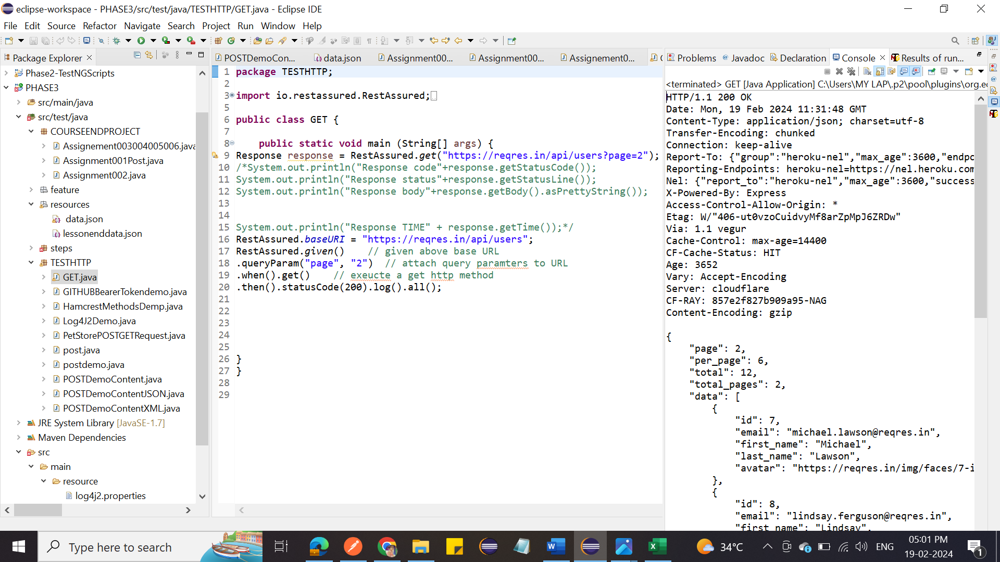 eclipse-workspace - PHASE3/src/test/java/TESTHTTP/GET.java - Eclipse IDE
File Edit Source Refactor Navigate Search Project Run Window Help
Package Explorer
Phase2-TestNGScripts
PHASE3
src/main/java
src/test/java
COURSEENDPROJECT
Assignement003004005006.java
Assignment001Post.java
Assignment002.java
feature
resources
data.json
lessonenddata.json
steps
TESTHTTP
GET.java
GITHUBBearerTokendemo.java
HamcrestMethodsDemp.java
Log4J2Demo.java
PetStorePOSTGETRequest.java
post.java
postdemo.java
POSTDemoContent.java
POSTDemoContentJSON.java
POSTDemoContentXML.java
JRE System Library [JavaSE-1.7]
Maven Dependencies
src
main
resource
log4j2.properties
POSTDemoCon... data.json Assignment00... Assignment00... Assignement0...
1 package TESTHTTP;
2
3 import io.restassured.RestAssured;
5
6 public class GET {
7
8 public static void main (String[] args) {
9 Response response = RestAssured.get("https://reqres.in/api/users?page=2");
10 /*System.out.println("Response code"+response.getStatusCode());
11 System.out.println("Response status"+response.getStatusLine());
12 System.out.println("Response body"+response.getBody().asPrettyString());
13
14
15 System.out.println("Response TIME" + response.getTime());*/
16 RestAssured.baseURI = "https://reqres.in/api/users";
17 RestAssured.given() // given above base URL
18 .queryParam("page", "2") // attach query paramters to URL
19 .when().get() // exeucte a get http method
20 .then().statusCode(200).log().all();
21
22
23
24
25
26 }
27 }
28
29
Problems Javadoc Declaration Console Results of run...
<terminated> GET [Java Application] C:\Users\MY LAP\.p2\pool\plugins\org.ec
HTTP/1.1 200 OK
Date: Mon, 19 Feb 2024 11:31:48 GMT
Content-Type: application/json; charset=utf-8
Transfer-Encoding: chunked
Connection: keep-alive
Report-To: {"group":"heroku-nel","max_age":3600,"endpo
Reporting-Endpoints: heroku-nel=https://nel.heroku.com
Nel: {"report_to":"heroku-nel","max_age":3600,"success
X-Powered-By: Express
Access-Control-Allow-Origin: *
Etag: W/"406-ut0vzoCuidvyMf8arZpMpJ6ZRDw"
Via: 1.1 vegur
Cache-Control: max-age=14400
CF-Cache-Status: HIT
Age: 3652
Vary: Accept-Encoding
Server: cloudflare
CF-RAY: 857e2f827b909a95-NAG
Content-Encoding: gzip
{
"page": 2,
"per_page": 6,
"total": 12,
"total_pages": 2,
"data": [
{
"id": 7,
"email": "michael.lawson@reqres.in",
"first_name": "Michael",
"last_name": "Lawson",
"avatar": "https://reqres.in/img/faces/7-i
},
{
"id": 8,
"email": "lindsay.ferguson@reqres.in",
"first_name": "Lindsay",
Type here to search
34°C
ENG
05:01 PM
19-02-2024
1